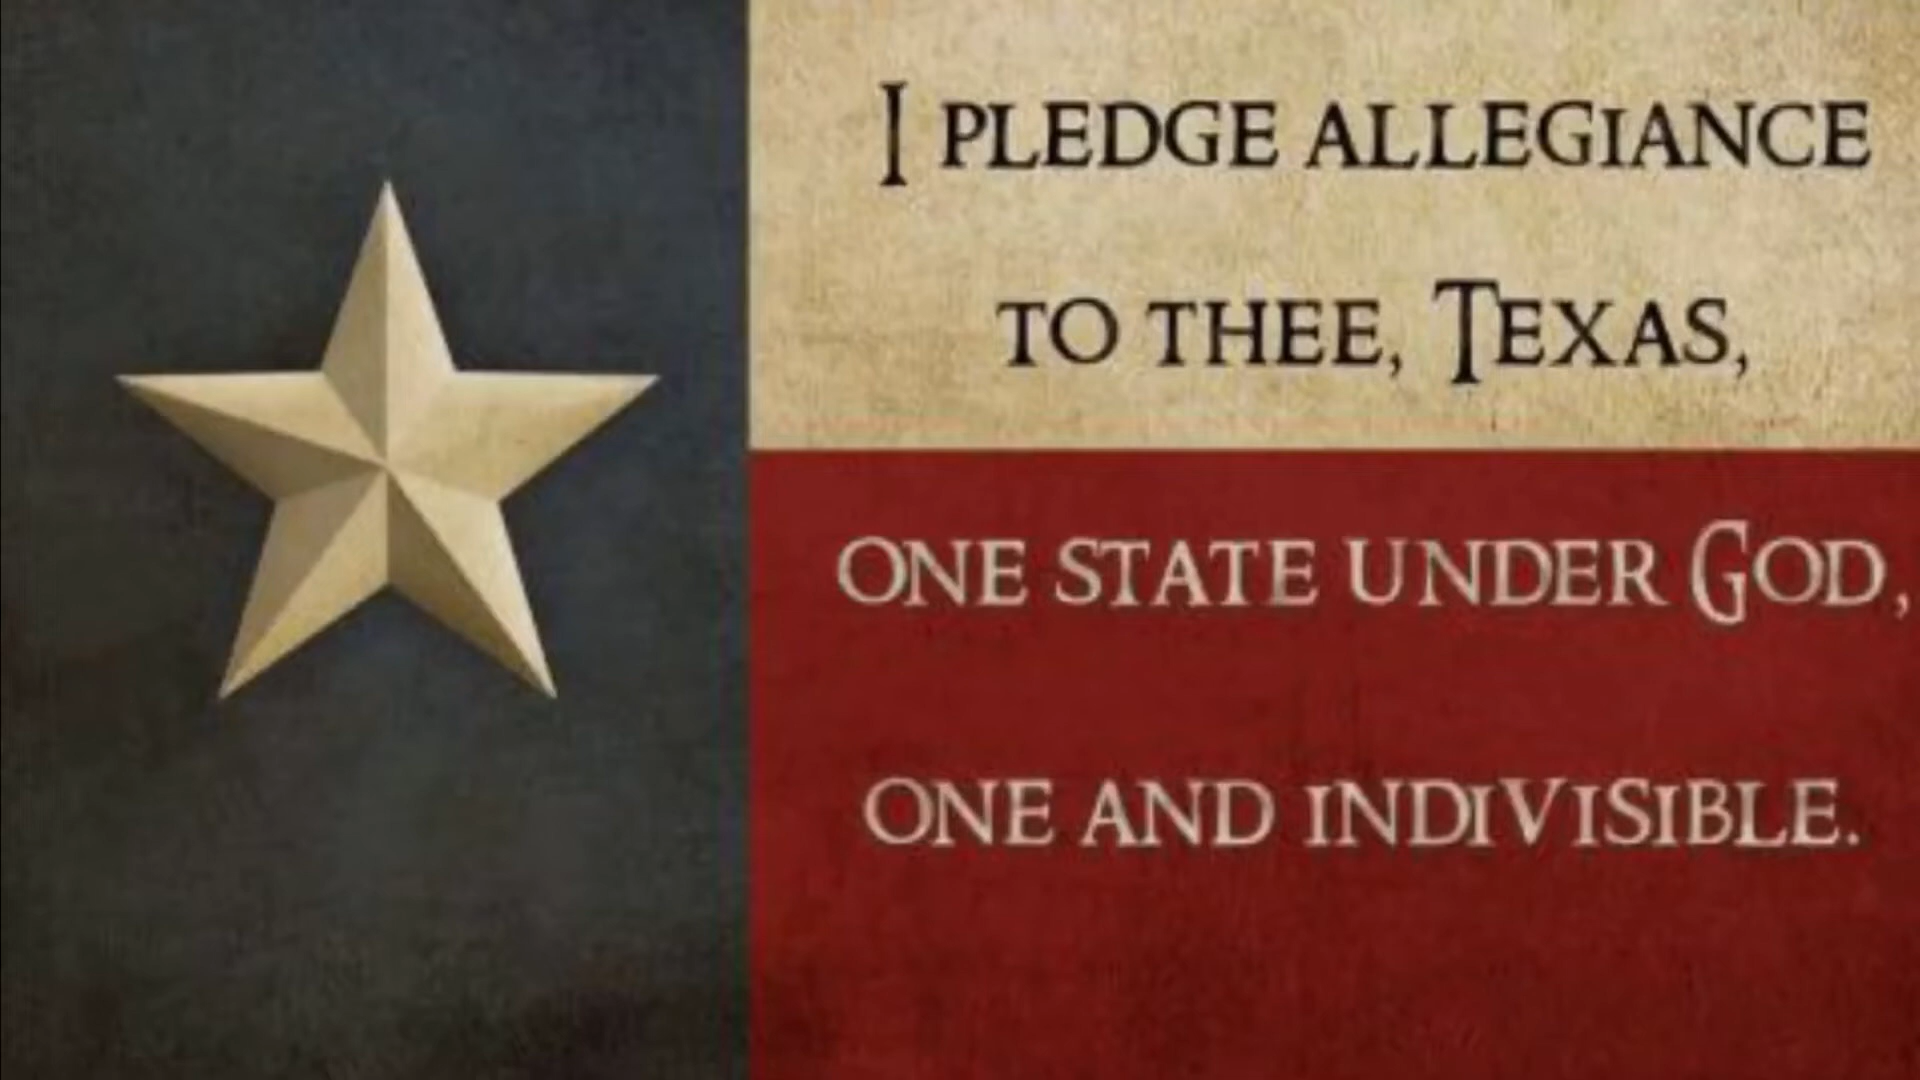 I PLEDGE ALLEGIANCE
TO THEE, TEXAS,
ONE STATE UNDER GOD,
ONE AND INDIVISIBLE.